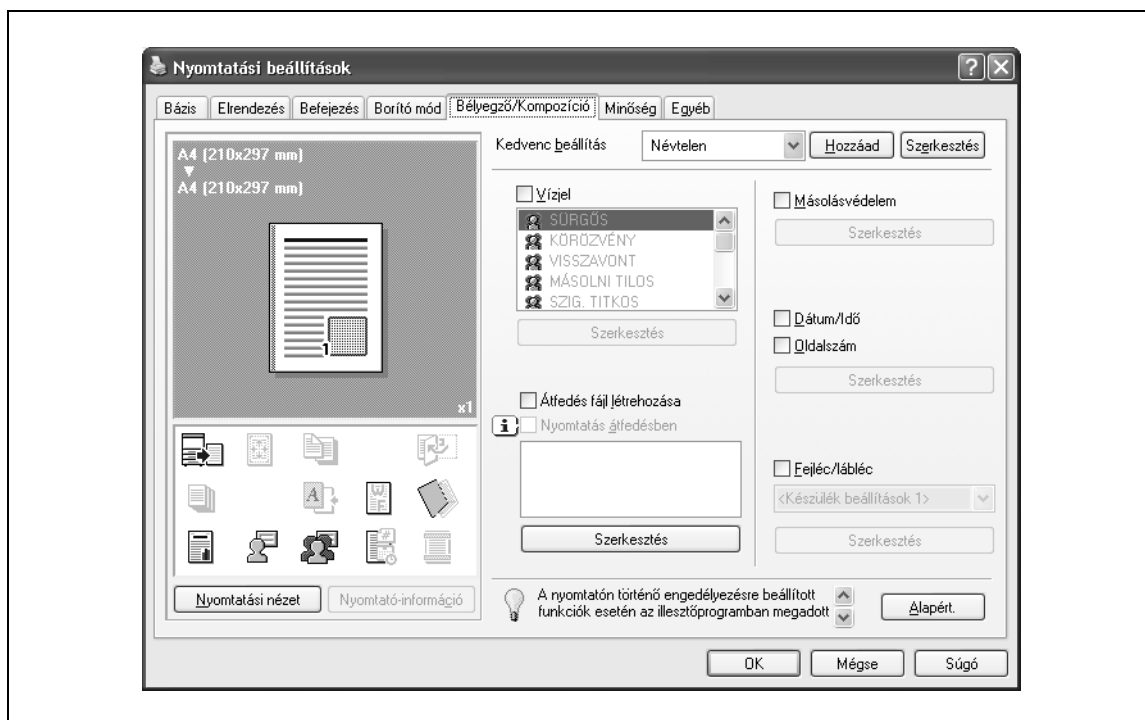 Nyomtatási beállítások
Bázis Elrendezés Befejezés Borító mód Bélyegző/Kompozíció Minőség Egyéb
A4 (210x297 mm)
A4 (210x297 mm)
1
x1
Nyomtatási nézet Nyomtató-információ
Kedvenc beállítás Névtelen Hozzáad Szerkesztés
Vízjel
SÜRGŐS
KÖRÖZVÉNY
VISSZAVONT
MÁSOLNI TILOS
SZIG. TITKOS
Szerkesztés
Átfedés fájl létrehozása
Nyomtatás átfedésben
Szerkesztés
Másolásvédelem
Szerkesztés
Dátum/Idő
Oldalszám
Szerkesztés
Fejléc/lábléc
<Készülék beállítások 1>
Szerkesztés
A nyomtatón történő engedélyezésre beállított
funkciók esetén az illesztőprogramban megadott
Alapért.
OK Mégse Súgó